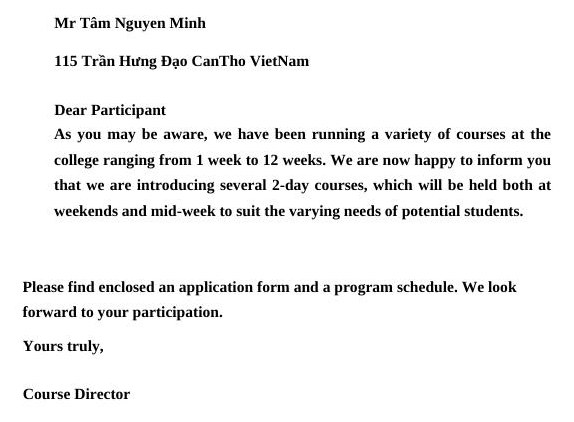 Mr Tâm Nguyen Minh
115 Trần Hưng Đạo CanTho VietNam
Dear Participant
As you may be aware, we have been running a variety of courses at the
college ranging from 1 week to 12 weeks. We are now happy to inform you
that we are introducing several 2-day courses, which will be held both at
weekends and mid-week to suit the varying needs of potential students.
Please find enclosed an application form and a program schedule. We look
forward to your participation.
Yours truly,
Course Director